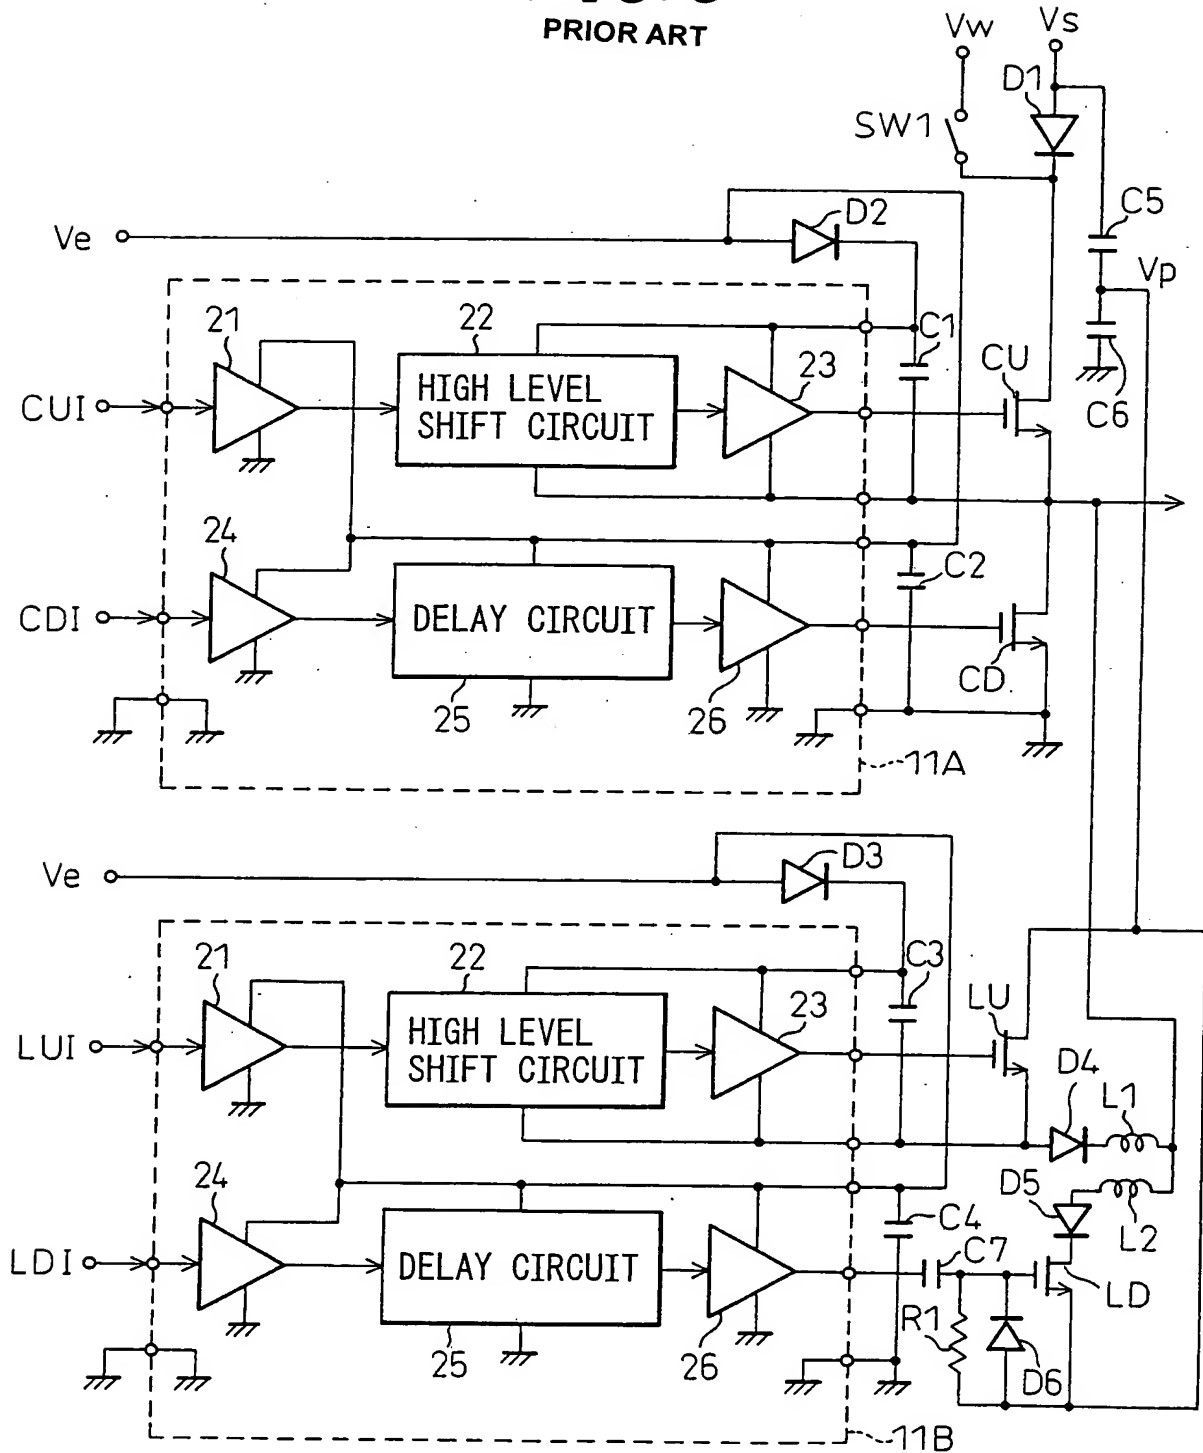 PRIOR ART
Vw
Vs
D1
SW1
C5
Vp
C6
Ve
D2
21
22
C1
23
CU
CUI
HIGH LEVEL
SHIFT CIRCUIT
24
C2
CDI
DELAY CIRCUIT
CD
25
26
11A
Ve
D3
21
22
C3
23
LU
LUI
HIGH LEVEL
SHIFT CIRCUIT
D4
L1
24
D5
L2
C4
C7
LDI
DELAY CIRCUIT
LD
R1
25
26
D6
11B